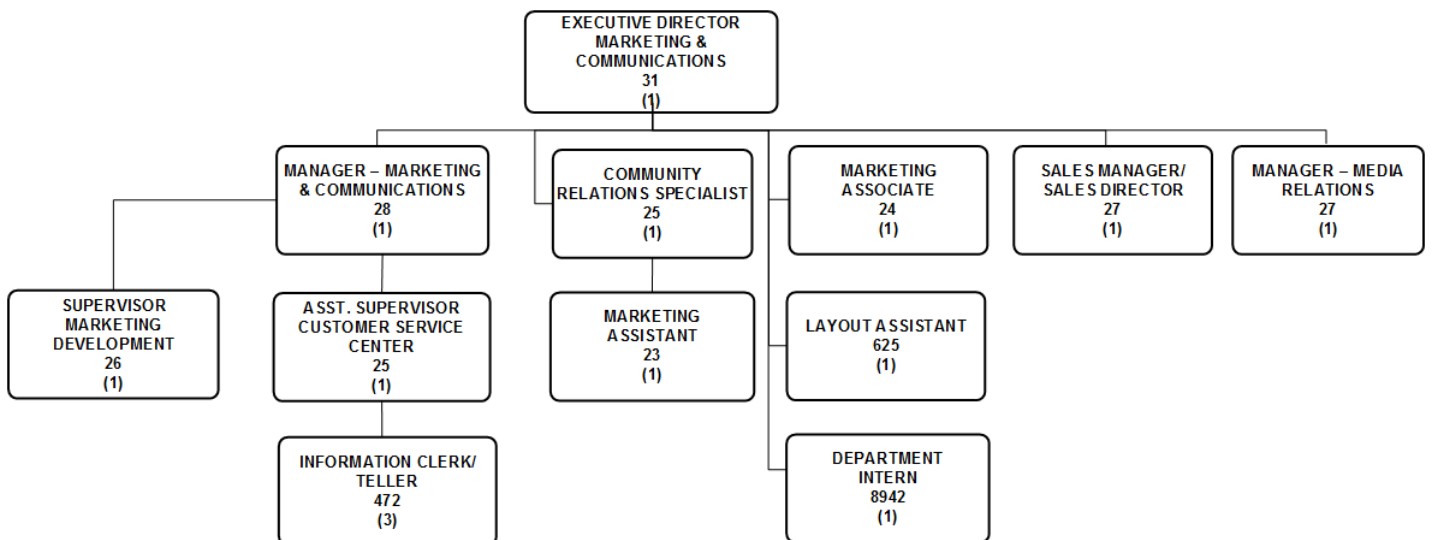 EXECUTIVE DIRECTOR
MARKETING &
COMMUNICATIONS
31
(1)
MANAGER – MARKETING
& COMMUNICATIONS
28
(1)
COMMUNITY
RELATIONS SPECIALIST
25
(1)
MARKETING
ASSOCIATE
24
(1)
SALES MANAGER/
SALES DIRECTOR
27
(1)
MANAGER – MEDIA
RELATIONS
27
(1)
SUPERVISOR
MARKETING
DEVELOPMENT
26
(1)
ASST. SUPERVISOR
CUSTOMER SERVICE
CENTER
25
(1)
MARKETING
ASSISTANT
23
(1)
LAYOUT ASSISTANT
625
(1)
INFORMATION CLERK/
TELLER
472
(3)
DEPARTMENT
INTERN
8942
(1)